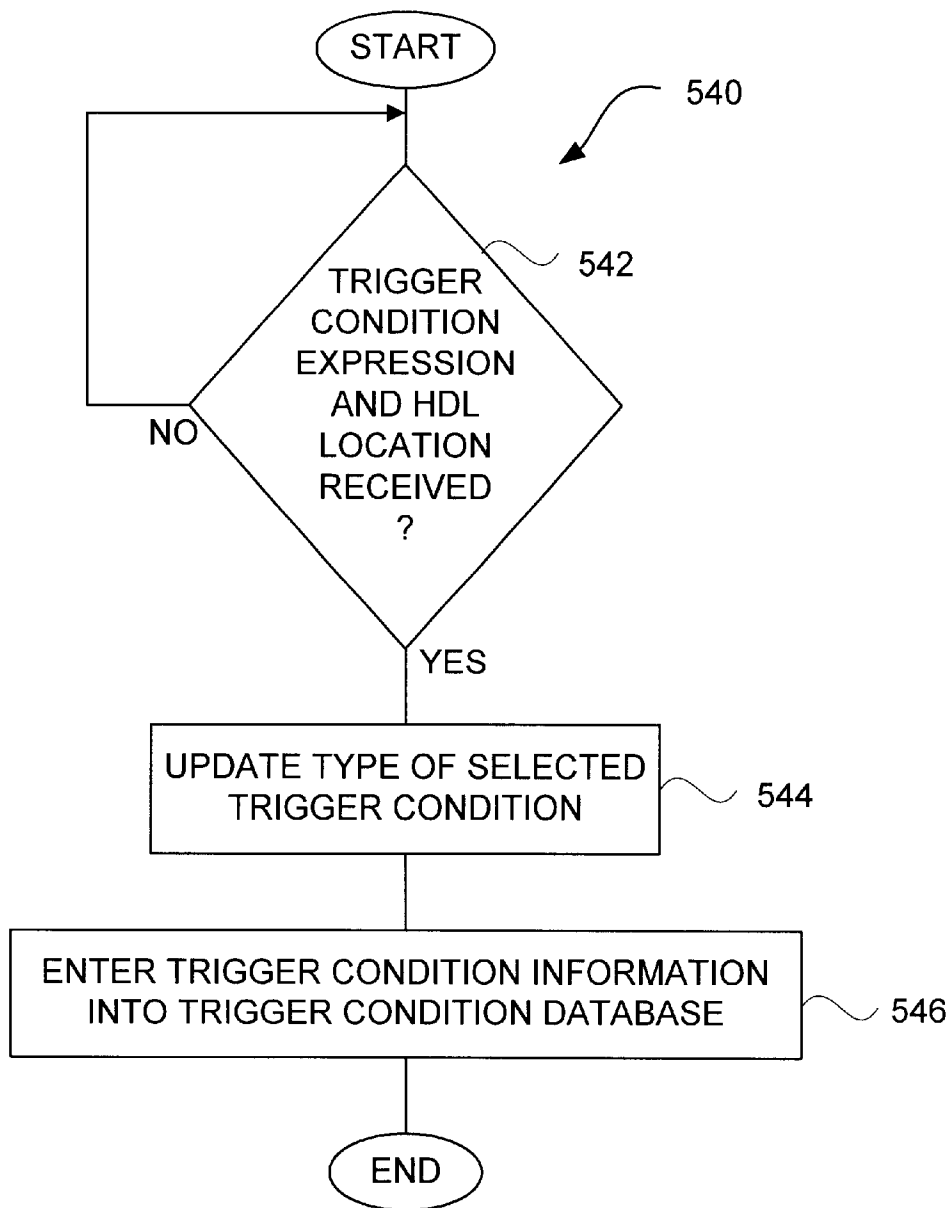 START
540
542
TRIGGER
CONDITION
EXPRESSION
AND HDL
LOCATION
RECEIVED
?
NO
YES
UPDATE TYPE OF SELECTED
TRIGGER CONDITION
544
ENTER TRIGGER CONDITION INFORMATION
INTO TRIGGER CONDITION DATABASE
546
END